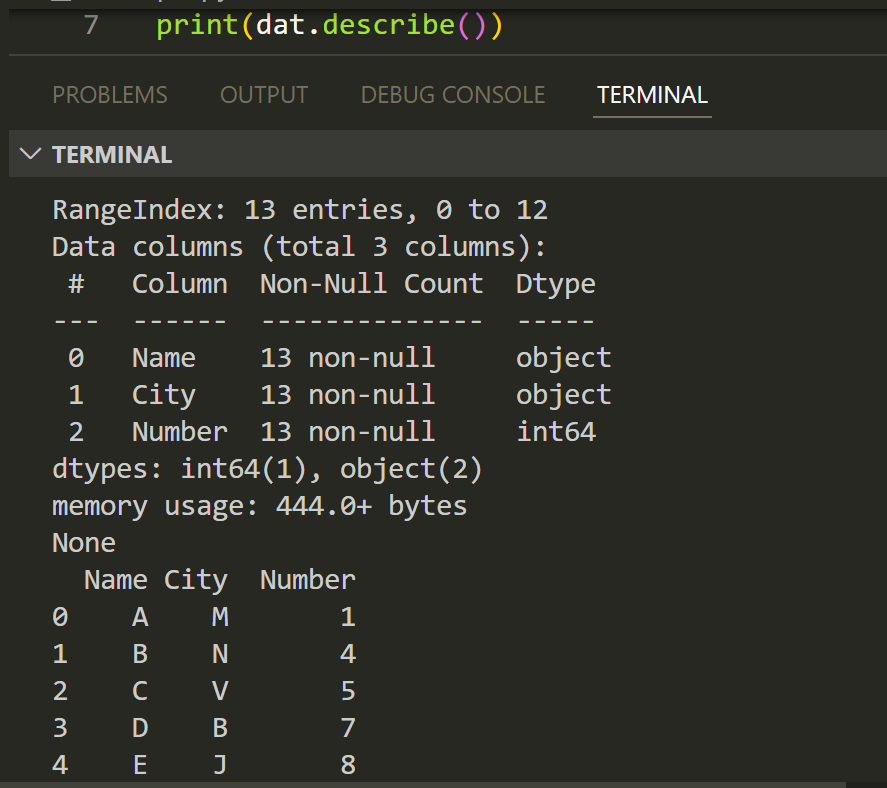 7 print(dat.describe())
PROBLEMS OUTPUT DEBUG CONSOLE TERMINAL
TERMINAL
RangeIndex: 13 entries, 0 to 12
Data columns (total 3 columns):
 #   Column  Non-Null Count  Dtype
---  ------  --------------  -----
 0   Name    13 non-null     object
 1   City    13 non-null     object
 2   Number  13 non-null     int64
dtypes: int64(1), object(2)
memory usage: 444.0+ bytes
None
  Name City  Number
0    A    M       1
1    B    N       4
2    C    V       5
3    D    B       7
4    E    J       8